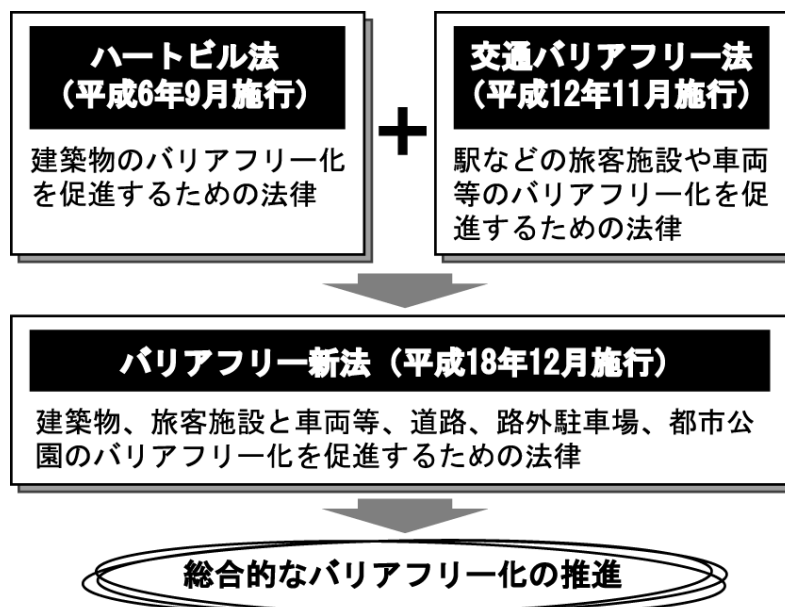 ハートビル法
（平成6年9月施行）
建築物のバリアフリー化
を促進するための法律
＋
交通バリアフリー法
（平成12年11月施行）
駅などの旅客施設や車両
等のバリアフリー化を促
進するための法律
バリアフリー新法（平成18年12月施行）
建築物、旅客施設と車両等、道路、路外駐車場、都市公
園のバリアフリー化を促進するための法律
総合的なバリアフリー化の推進